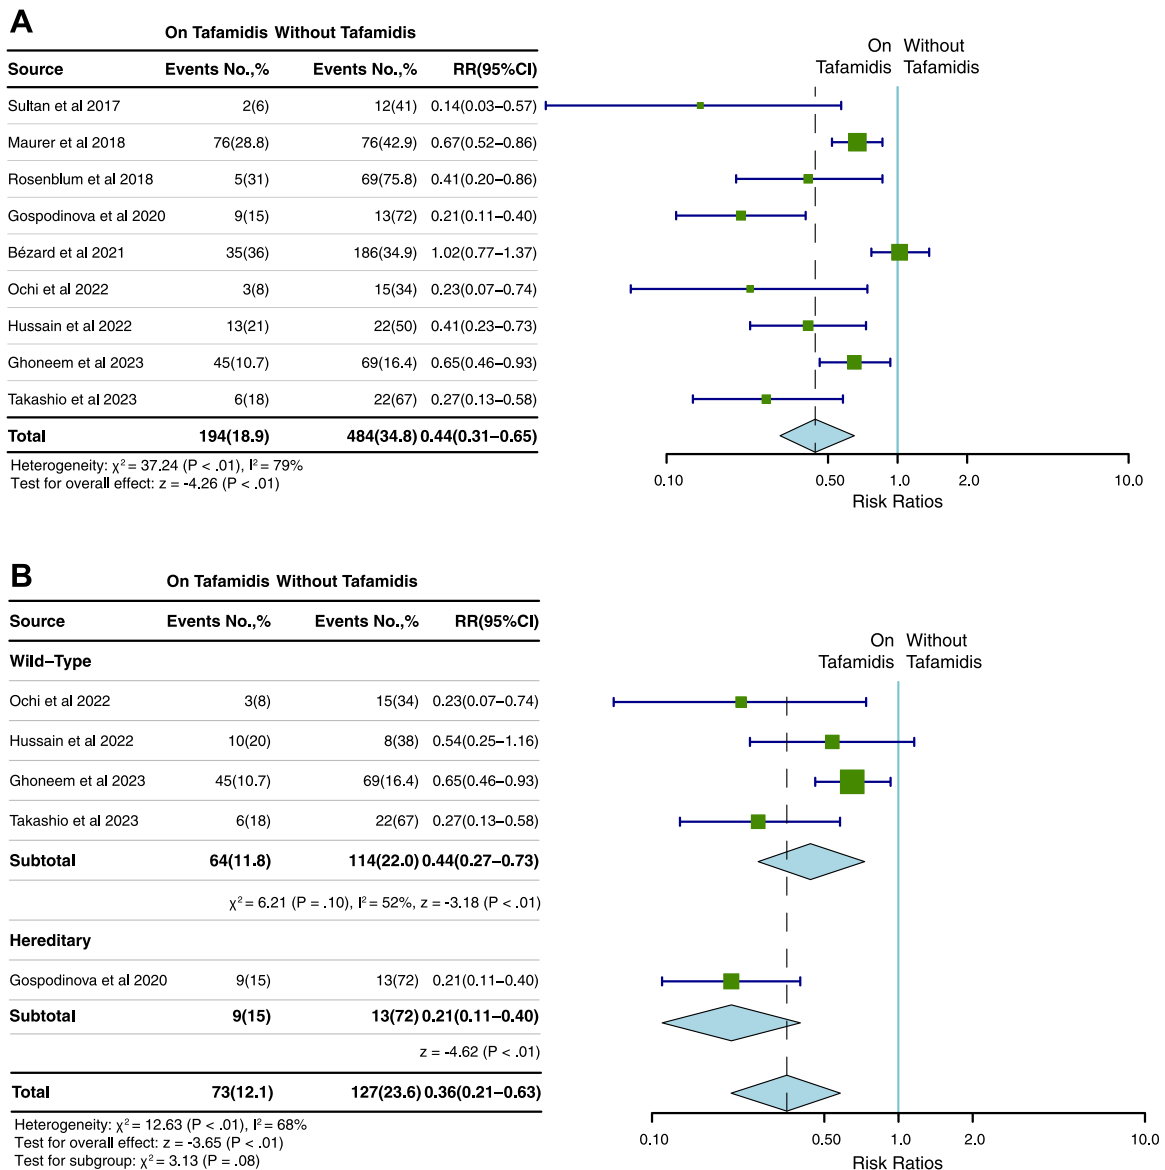 A
On Tafamidis Without Tafamidis
Source Events No.,% Events No.,% RR(95%CI)
On Without
Tafamidis Tafamidis
Sultan et al 2017 2(6) 12(41) 0.14(0.03–0.57)
Maurer et al 2018 76(28.8) 76(42.9) 0.67(0.52–0.86)
Rosenblum et al 2018 5(31) 69(75.8) 0.41(0.20–0.86)
Gospodinova et al 2020 9(15) 13(72) 0.21(0.11–0.40)
Bézard et al 2021 35(36) 186(34.9) 1.02(0.77–1.37)
Ochi et al 2022 3(8) 15(34) 0.23(0.07–0.74)
Hussain et al 2022 13(21) 22(50) 0.41(0.23–0.73)
Ghoneem et al 2023 45(10.7) 69(16.4) 0.65(0.46–0.93)
Takashio et al 2023 6(18) 22(67) 0.27(0.13–0.58)
Total 194(18.9) 484(34.8) 0.44(0.31–0.65)
Heterogeneity: χ² = 37.24 (P < .01), I² = 79%
Test for overall effect: z = -4.26 (P < .01)
0.10 0.50 1.0 2.0 10.0
Risk Ratios
B
On Tafamidis Without Tafamidis
Source Events No.,% Events No.,% RR(95%CI)
On Without
Tafamidis Tafamidis
Wild–Type
Ochi et al 2022 3(8) 15(34) 0.23(0.07–0.74)
Hussain et al 2022 10(20) 8(38) 0.54(0.25–1.16)
Ghoneem et al 2023 45(10.7) 69(16.4) 0.65(0.46–0.93)
Takashio et al 2023 6(18) 22(67) 0.27(0.13–0.58)
Subtotal 64(11.8) 114(22.0) 0.44(0.27–0.73)
χ² = 6.21 (P = .10), I² = 52%, z = -3.18 (P < .01)
Hereditary
Gospodinova et al 2020 9(15) 13(72) 0.21(0.11–0.40)
Subtotal 9(15) 13(72) 0.21(0.11–0.40)
z = -4.62 (P < .01)
Total 73(12.1) 127(23.6) 0.36(0.21–0.63)
Heterogeneity: χ² = 12.63 (P < .01), I² = 68%
Test for overall effect: z = -3.65 (P < .01)
Test for subgroup: χ² = 3.13 (P = .08)
0.10 0.50 1.0 2.0 10.0
Risk Ratios